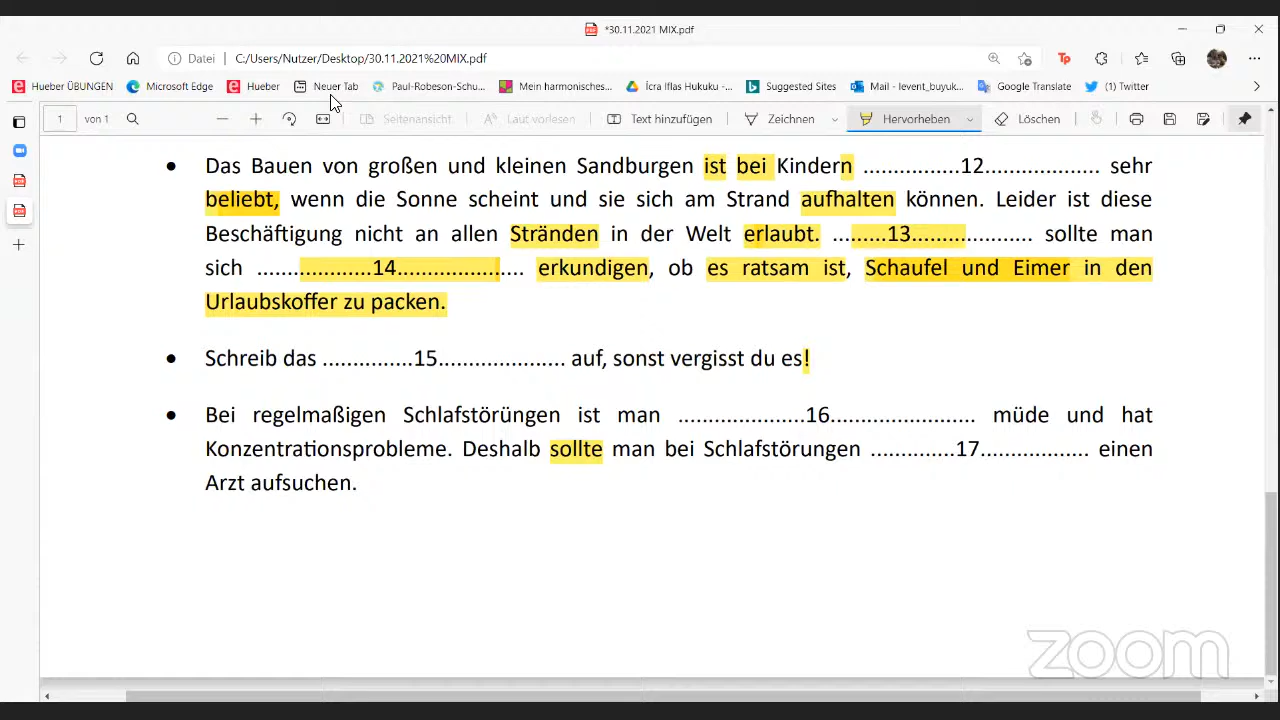 *30.11.2021 MIX.pdf
Datei | C:/Users/Nutzer/Desktop/30.11.2021%20MIX.pdf
Hueber ÜBUNGEN Microsoft Edge Hueber Neuer Tab Paul-Robeson-Schu... Mein harmonisches... İcra Iflas Hukuku -... Suggested Sites Mail - levent_buyuk... Google Translate (1) Twitter
1 von 1 Seitenansicht Laut vorlesen Text hinzufügen Zeichnen Hervorheben Löschen
• Das Bauen von großen und kleinen Sandburgen ist bei Kindern ................12................... sehr
beliebt, wenn die Sonne scheint und sie sich am Strand aufhalten können. Leider ist diese
Beschäftigung nicht an allen Stränden in der Welt erlaubt. .........13.................... sollte man
sich ...................14..................... erkundigen, ob es ratsam ist, Schaufel und Eimer in den
Urlaubskoffer zu packen.
• Schreib das ...............15..................... auf, sonst vergisst du es!
• Bei regelmaßigen Schlafstörüngen ist man .....................16........................ müde und hat
Konzentrationsprobleme. Deshalb sollte man bei Schlafstörungen ..............17.................. einen
Arzt aufsuchen.
zoom